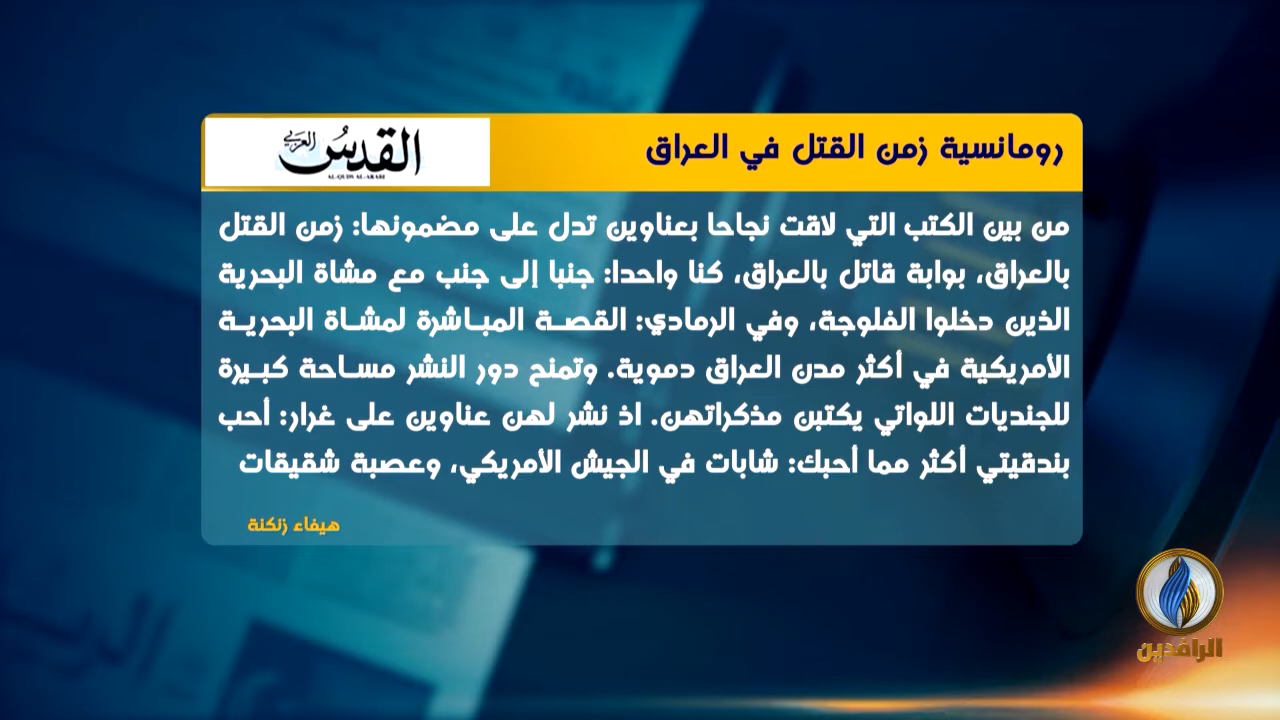 رومانسية زمن القتل في العراق
القدس العربي
AL-QUDS AL-ARABI
من بين الكتب التي لاقت نجاحا بعناوين تدل على مضمونها: زمن القتل
بالعراق، بوابة قاتل بالعراق، كنا واحدا: جنبا إلى جنب مع مشاة البحرية
الذين دخلوا الفلوجة، وفي الرمادي: القصة المباشرة لمشاة البحرية
الأمريكية في أكثر مدن العراق دموية. وتمنح دور النشر مساحة كبيرة
للجنديات اللواتي يكتبن مذكراتهن. اذ نشر لهن عناوين على غرار: أحب
بندقيتي أكثر مما أحبك: شابات في الجيش الأمريكي، وعصبة شقيقات
هيفاء زنكنة
الرافدين